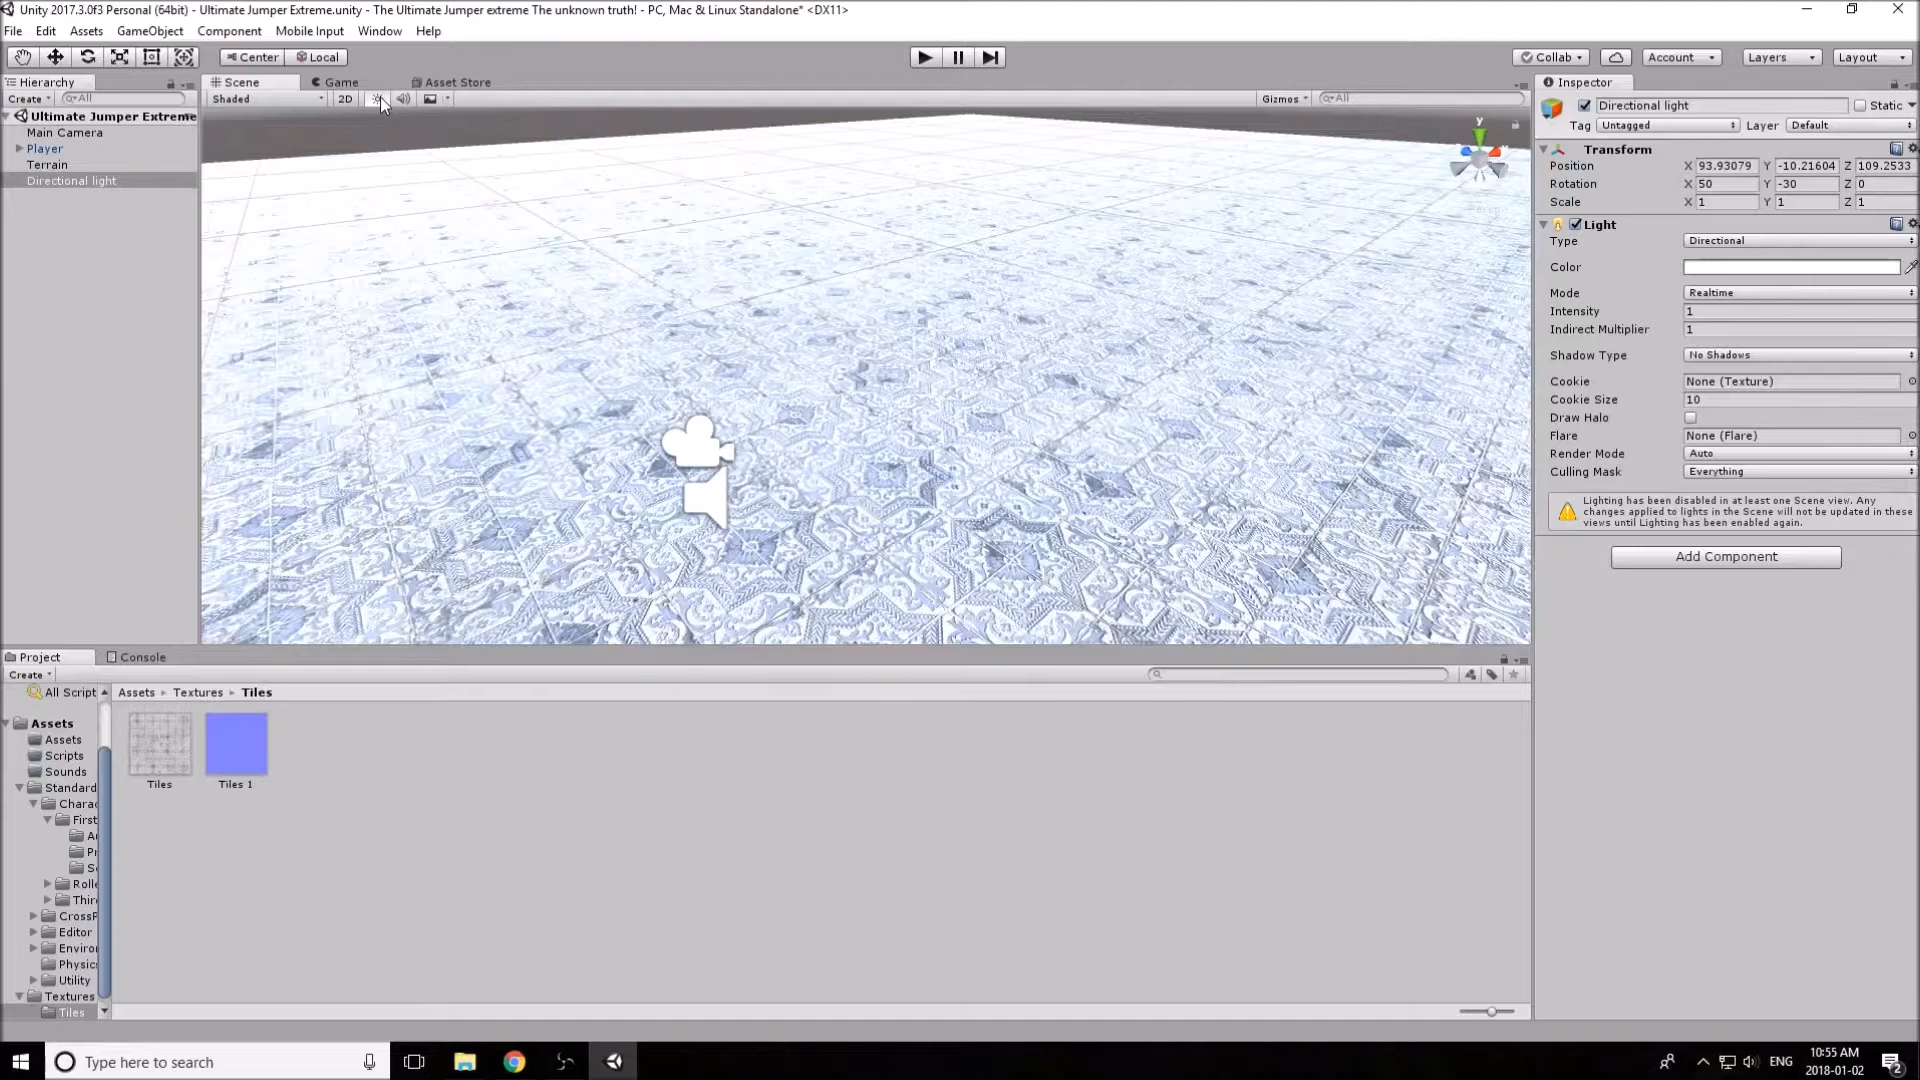 Unity 2017.3.0f3 Personal (64bit) - Ultimate Jumper Extreme.unity - The Ultimate Jumper extreme The unknown truth! - PC, Mac & Linux Standalone* <DX11>
File Edit Assets GameObject Component Mobile Input Window Help
Center Local Collab Account Layers Layout
Hierarchy Scene Game Asset Store Inspector
Create All Shaded 2D Gizmos All
Ultimate Jumper Extreme
Main Camera
Player
Terrain
Directional light
y
Directional light Static
Tag Untagged Layer Default
Transform
Position X 93.93079 Y -10.21604 Z 109.2533
Rotation X 50 Y -30 Z 0
Scale X 1 Y 1 Z 1
Light
Type Directional
Color
Mode Realtime
Intensity 1
Indirect Multiplier 1
Shadow Type No Shadows
Cookie None (Texture)
Cookie Size 10
Draw Halo
Flare None (Flare)
Render Mode Auto
Culling Mask Everything
Lighting has been disabled in at least one Scene view. Any
changes applied to lights in the Scene will not be updated in these
views until Lighting has been enabled again.
Add Component
Project Console
Create
All Script
Assets Textures Tiles
Assets
Assets
Scripts
Sounds
Standard
Charac
First
Rolle
Third
CrossP
Editor
Enviror
Physic
Utility
Textures
Tiles
Tiles Tiles 1
Type here to search
ENG
10:55 AM
2018-01-02
2